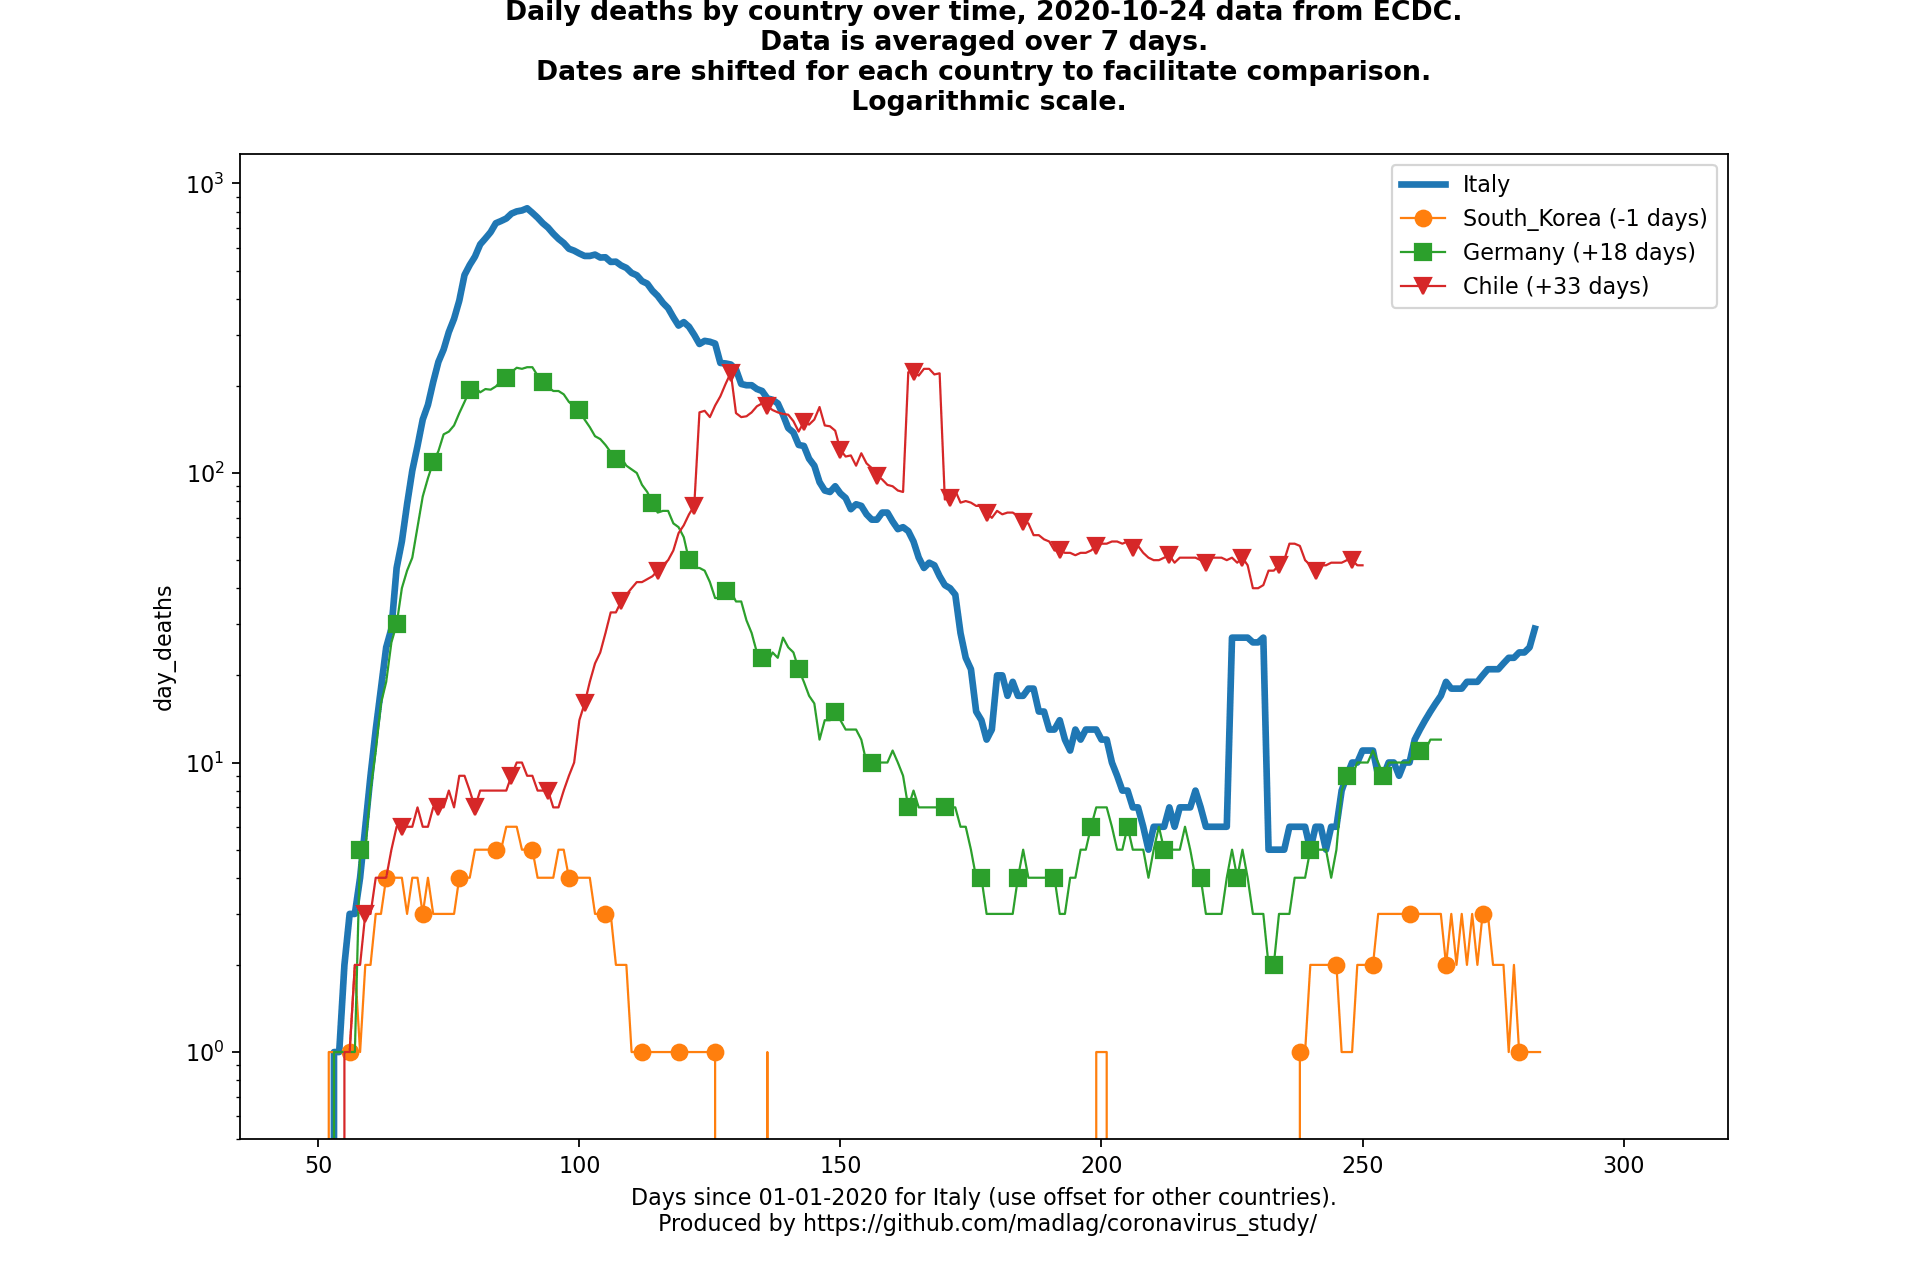 Daily deaths by country over time, 2020-10-24 data from ECDC.
Data is averaged over 7 days.
Dates are shifted for each country to facilitate comparison.
Logarithmic scale.
10³
10²
10¹
10⁰
day_deaths
Italy
South_Korea (-1 days)
Germany (+18 days)
Chile (+33 days)
50 100 150 200 250 300
Days since 01-01-2020 for Italy (use offset for other countries).
Produced by https://github.com/madlag/coronavirus_study/